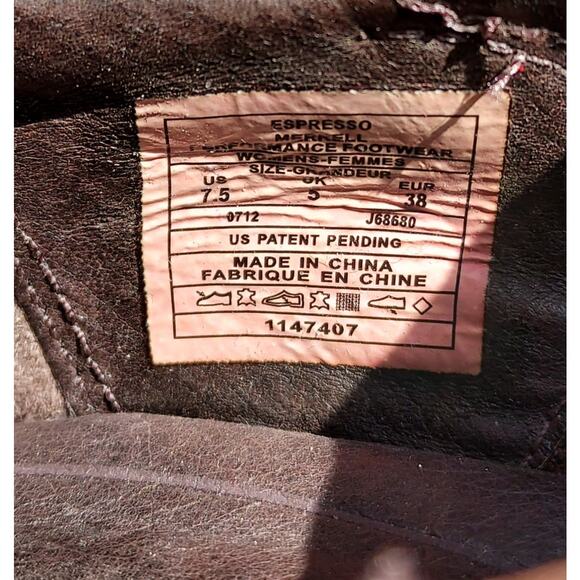 ESPRESSO
MERRELL
PERFORMANCE FOOTWEAR
WOMENS-FEMMES
SIZE-GRANDEUR
US UK EUR
7.5 5 38
0712 J68680
US PATENT PENDING
MADE IN CHINA
FABRIQUE EN CHINE
1147407